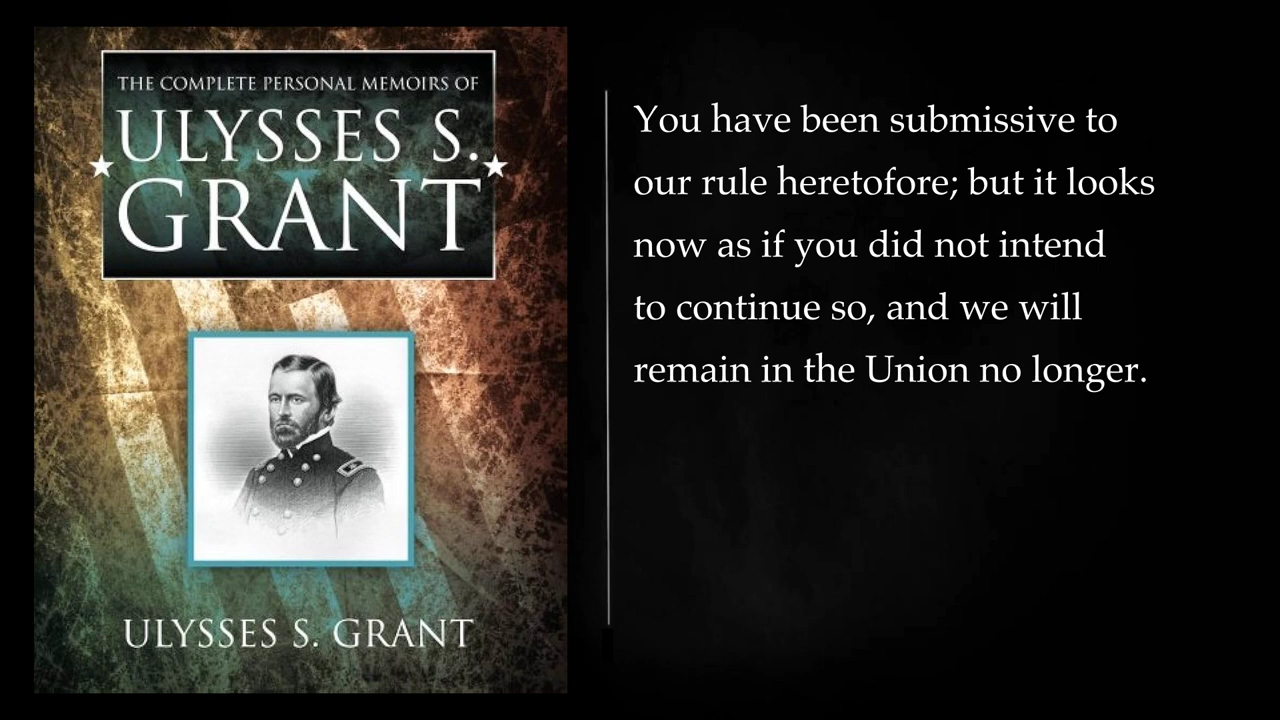 THE COMPLETE PERSONAL MEMOIRS OF
ULYSSES S.
GRANT
ULYSSES S. GRANT
You have been submissive to
our rule heretofore; but it looks
now as if you did not intend
to continue so, and we will
remain in the Union no longer.